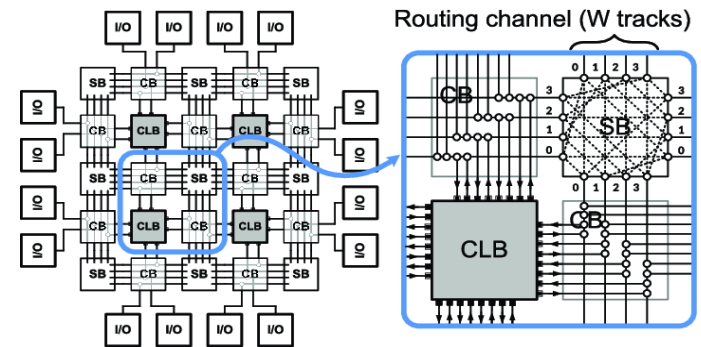 I/O I/O I/O I/O
Routing channel (W tracks)
SB CB SB CB SB
I/O I/O
CB CLB CB CLB CB
I/O I/O
SB CB SB CB SB
I/O I/O
CB CLB CB CLB CB
I/O I/O
SB CB SB CB SB
I/O I/O I/O I/O
0 1 2 3
CB
3 3
2 SB 2
1 1
0 0
0 1 2 3
CB
CLB